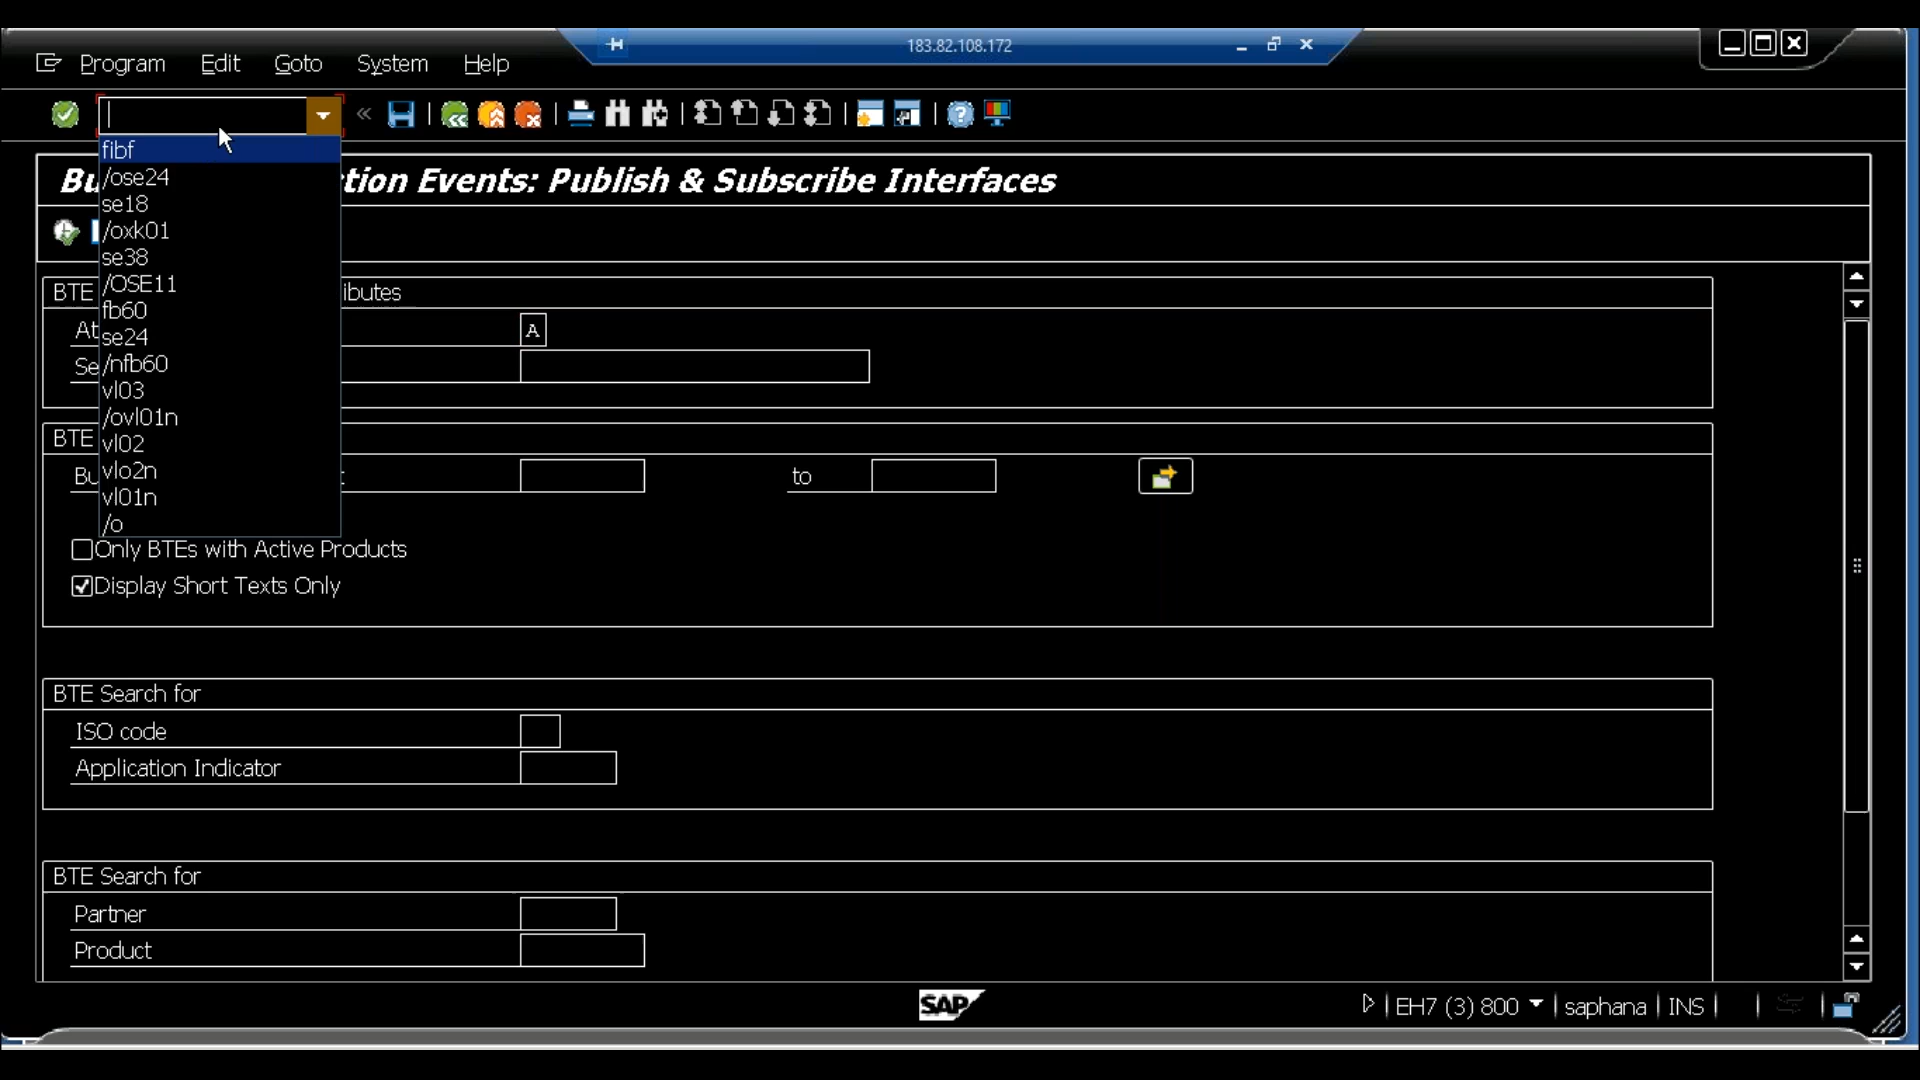 183.82.108.172
Program Edit Goto System Help
fibf
/ose24
se18
/oxk01
se38
/OSE11
fb60
se24
/nfb60
vl03
/ovl01n
vl02
vlo2n
vl01n
/o
Bu tion Events: Publish & Subscribe Interfaces
BTE ibutes
At A
Se
BTE
Bu to
Only BTEs with Active Products
Display Short Texts Only
BTE Search for
ISO code
Application Indicator
BTE Search for
Partner
Product
SAP EH7 (3) 800 saphana INS